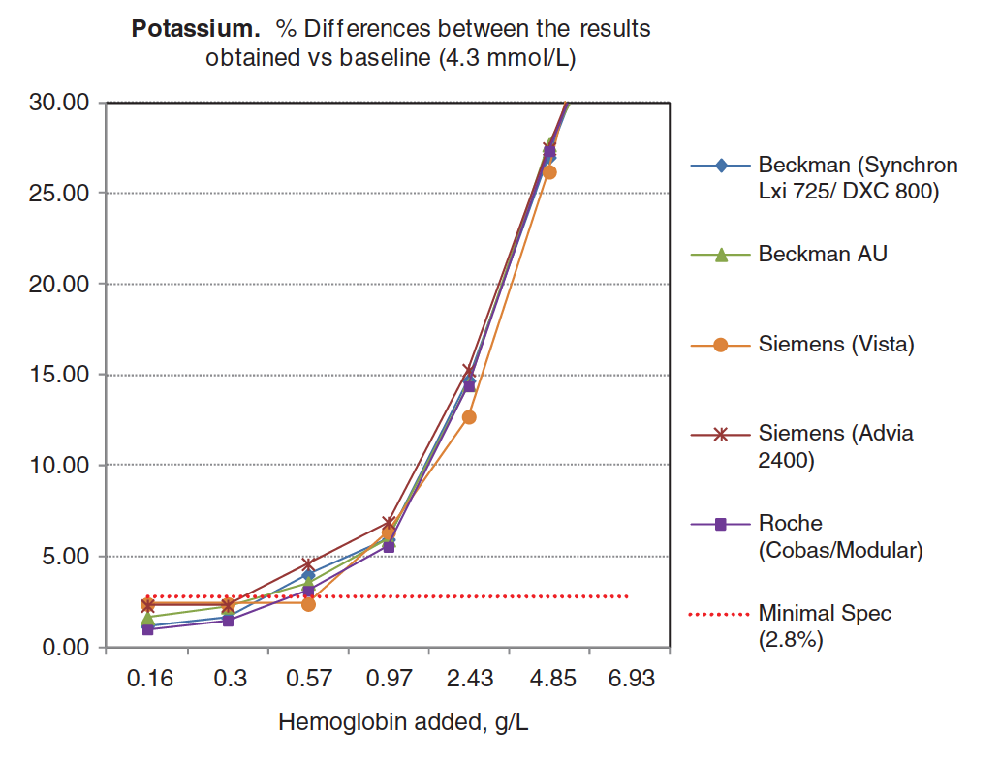 Potassium. % Differences between the results
obtained vs baseline (4.3 mmol/L)
30.00
25.00
20.00
15.00
10.00
5.00
0.00
0.16 0.3 0.57 0.97 2.43 4.85 6.93
Hemoglobin added, g/L
Beckman (Synchron
Lxi 725/ DXC 800)
Beckman AU
Siemens (Vista)
Siemens (Advia
2400)
Roche
(Cobas/Modular)
Minimal Spec
(2.8%)